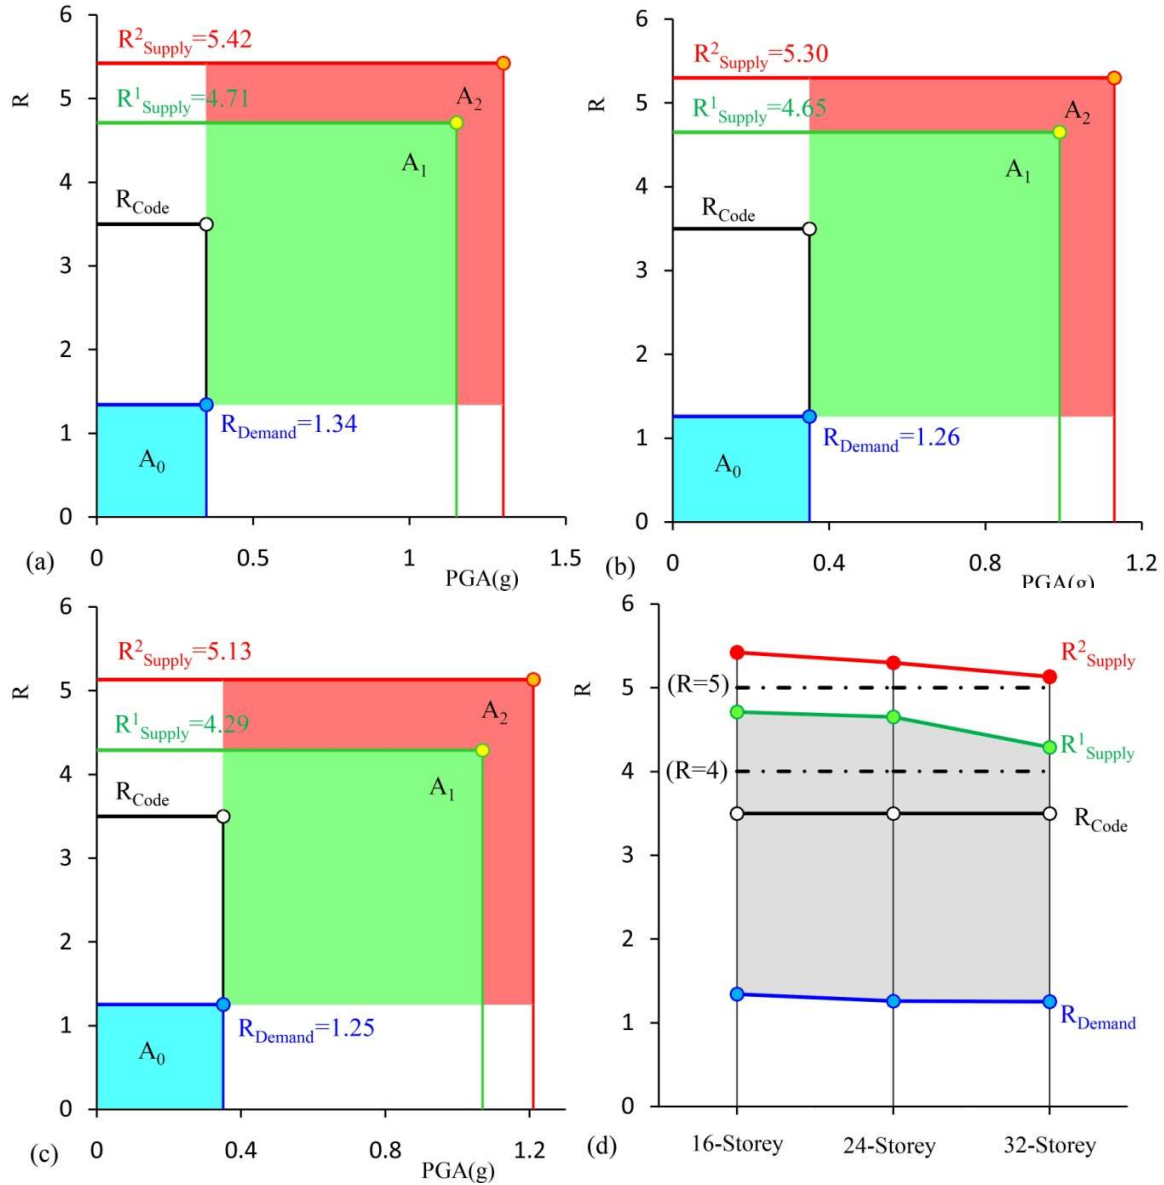 6
R²Supply=5.42
5
R
R¹Supply=4.71
A₂
A₁
4
RCode
3
2
RDemand=1.34
1
A₀
0
0 0.5 1 1.5
(a)
PGA(g)
6
R²Supply=5.30
5
R¹Supply=4.65
A₂
A₁
4
RCode
3
2
RDemand=1.26
1
A₀
0
0 0.4 0.8 1.2
(b)
PGA(g)
6
R²Supply=5.13
5
R
R¹Supply=4.29
A₂
A₁
4
RCode
3
2
RDemand=1.25
1
A₀
0
0 0.4 0.8 1.2
(c)
PGA(g)
6
R²Supply
(R=5)
5
R
R¹Supply
(R=4)
4
RCode
3
2
RDemand
1
0
16-Storey 24-Storey 32-Storey
(d)